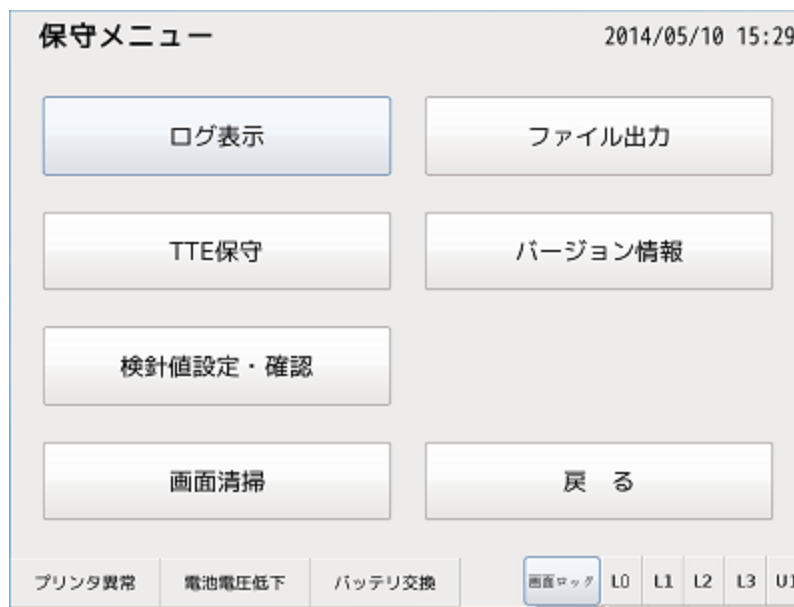 保守メニュー 2014/05/10 15:29
ログ表示 ファイル出力
TTE保守 バージョン情報
検針値設定・確認
画面清掃 戻　る
プリンタ異常 電池電圧低下 バッテリ交換 画面ロック L0 L1 L2 L3 U1